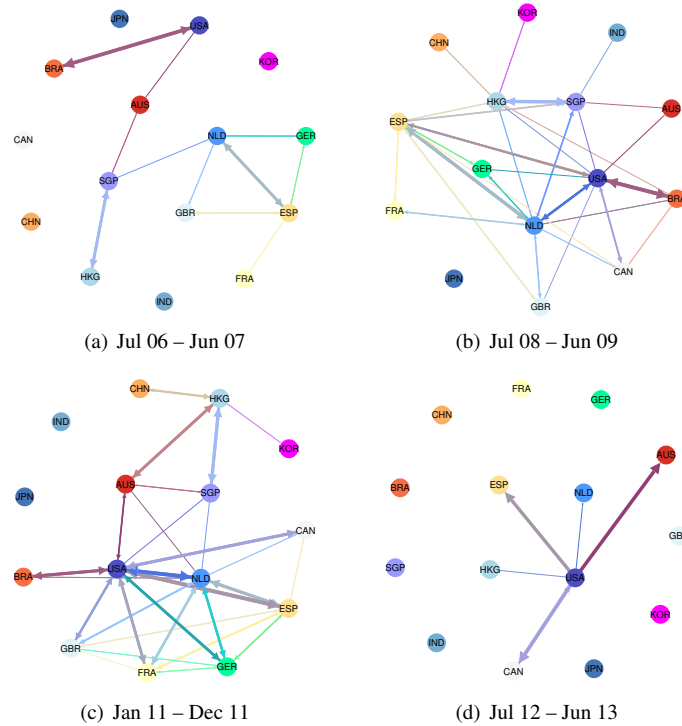 JPN
USA
BRA
KOR
AUS
CAN
NLD
GER
SGP
GBR
ESP
CHN
HKG
FRA
IND
(a) Jul 06 – Jun 07
KOR
IND
CHN
HKG
SGP
AUS
ESP
GER
USA
BRA
FRA
NLD
CAN
JPN
GBR
(b) Jul 08 – Jun 09
CHN
HKG
IND
KOR
AUS
SGP
JPN
CAN
USA
BRA
NLD
ESP
GBR
FRA
GER
(c) Jan 11 – Dec 11
FRA
GER
CHN
AUS
ESP
BRA
NLD
GB
SGP
HKG
USA
KOR
IND
CAN
JPN
(d) Jul 12 – Jun 13